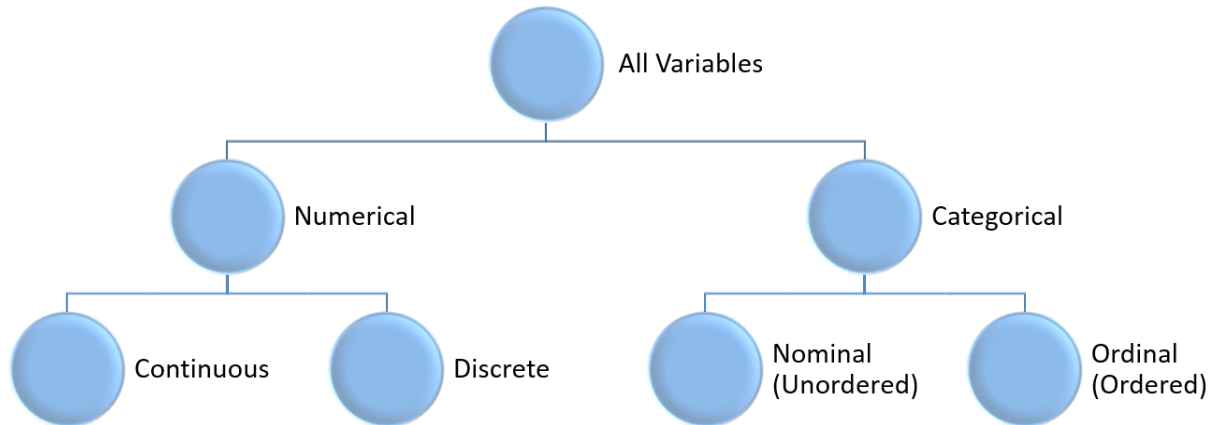 All Variables
Numerical
Categorical
Continuous
Discrete
Nominal
(Unordered)
Ordinal
(Ordered)